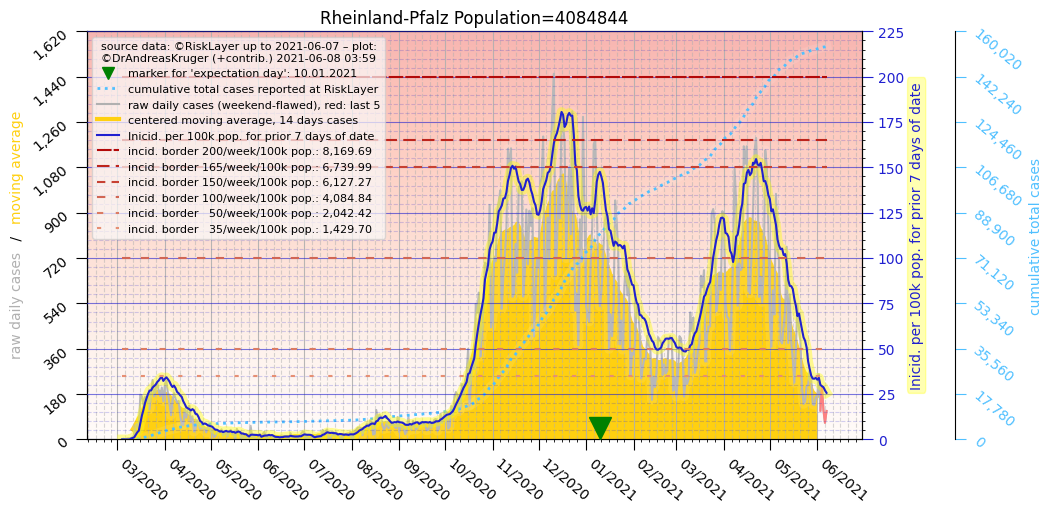 Rheinland-Pfalz Population=4084844
source data: ©RiskLayer up to 2021-06-07 – plot:
©DrAndreasKruger (+contrib.) 2021-06-08 03:59
marker for 'expectation day': 10.01.2021
cumulative total cases reported at RiskLayer
raw daily cases (weekend-flawed), red: last 5
centered moving average, 14 days cases
Inicid. per 100k pop. for prior 7 days of date
incid. border 200/week/100k pop.: 8,169.69
incid. border 165/week/100k pop.: 6,739.99
incid. border 150/week/100k pop.: 6,127.27
incid. border 100/week/100k pop.: 4,084.84
incid. border 50/week/100k pop.: 2,042.42
incid. border 35/week/100k pop.: 1,429.70
raw daily cases / moving average
1,620
1,440
1,260
1,080
900
720
540
360
180
0
03/2020
04/2020
05/2020
06/2020
07/2020
08/2020
09/2020
10/2020
11/2020
12/2020
01/2021
02/2021
03/2021
04/2021
05/2021
06/2021
225
200
175
150
125
100
75
50
25
0
Inicid. per 100k pop. for prior 7 days of date
160,020
142,240
124,460
106,680
88,900
71,120
53,340
35,560
17,780
0
cumulative total cases